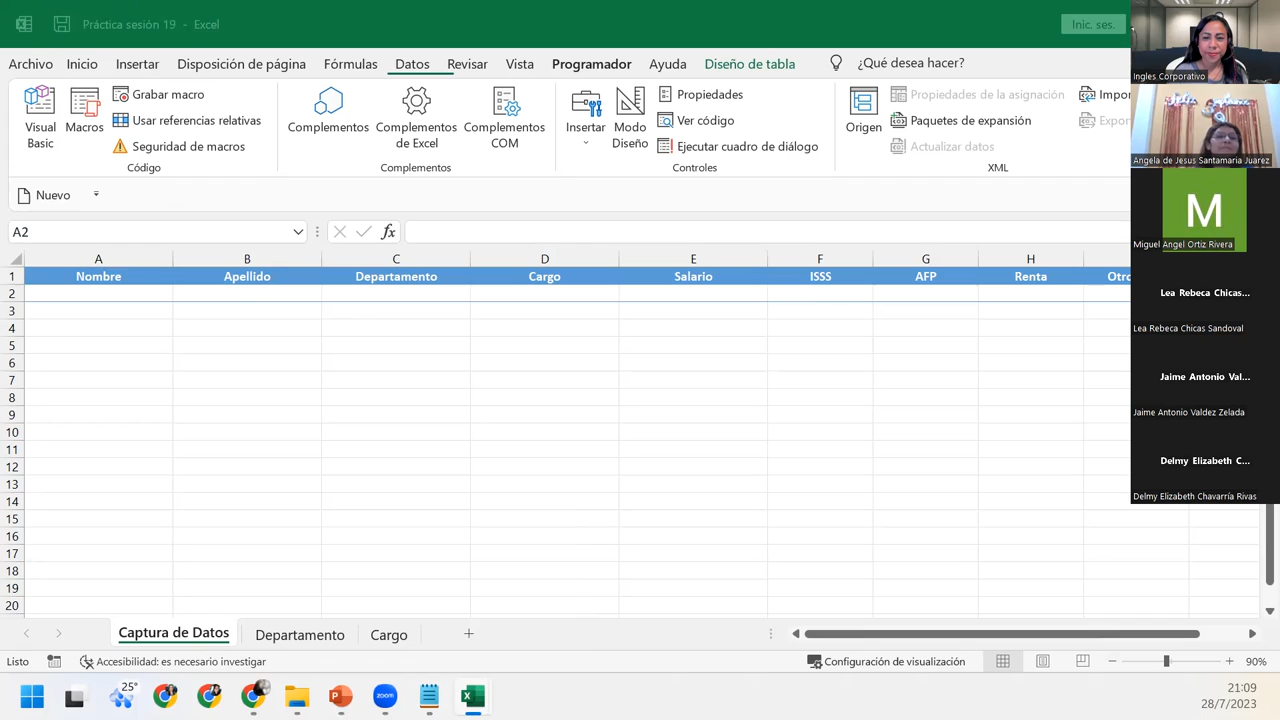 Práctica sesión 19 - Excel
Inic. ses.
Archivo Inicio Insertar Disposición de página Fórmulas Datos Revisar Vista Programador Ayuda Diseño de tabla ¿Qué desea hacer?
Visual Basic
Macros
Grabar macro
Usar referencias relativas
Seguridad de macros
Código
Complementos
Complementos de Excel
Complementos COM
Complementos
Insertar
Modo Diseño
Propiedades
Ver código
Ejecutar cuadro de diálogo
Controles
Origen
Propiedades de la asignación
Paquetes de expansión
Actualizar datos
Impor
Expor
XML
Nuevo
A2
fx
A B C D E F G H
1 Nombre Apellido Departamento Cargo Salario ISSS AFP Renta Otro
2
3
4
5
6
7
8
9
10
11
12
13
14
15
16
17
18
19
20
Captura de Datos Departamento Cargo
Listo Accesibilidad: es necesario investigar Configuración de visualización 90%
25°
zoom
21:09
28/7/2023
Ingles Corporativo
Angela de Jesus Santamaria Juarez
M
Miguel Angel Ortiz Rivera
Lea Rebeca Chicas...
Lea Rebeca Chicas Sandoval
Jaime Antonio Val...
Jaime Antonio Valdez Zelada
Delmy Elizabeth C...
Delmy Elizabeth Chavarría Rivas